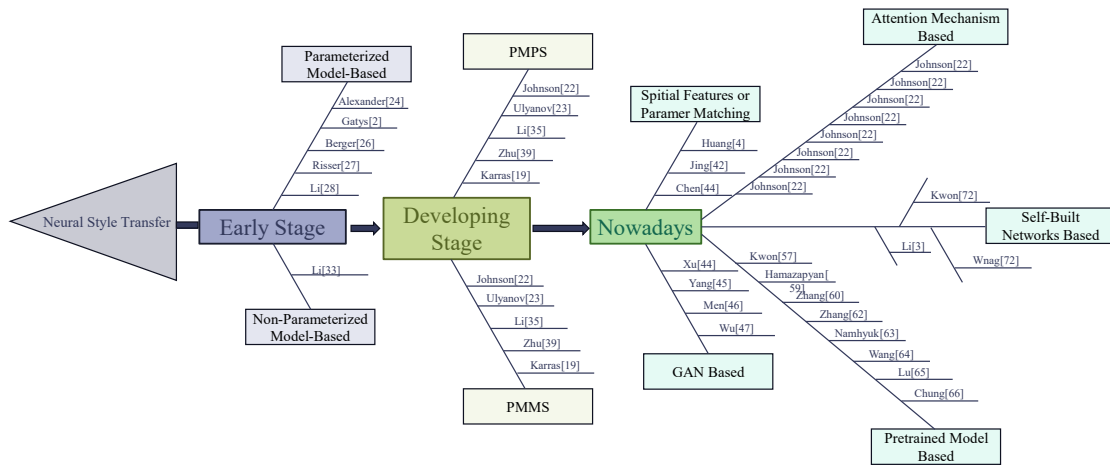 Neural Style Transfer
Parameterized
Model-Based
Alexander[24]
Gatys[2]
Berger[26]
Risser[27]
Li[28]
Early Stage
Li[33]
Non-Parameterized
Model-Based
PMPS
Johnson[22]
Ulyanov[23]
Li[35]
Zhu[39]
Karras[19]
Developing
Stage
Johnson[22]
Ulyanov[23]
Li[35]
Zhu[39]
Karras[19]
PMMS
Spitial Features or
Paramer Matching
Huang[4]
Jing[42]
Chen[44]
Nowadays
Xu[44]
Yang[45]
Men[46]
Wu[47]
GAN Based
Attention Mechanism
Based
Johnson[22]
Johnson[22]
Johnson[22]
Johnson[22]
Johnson[22]
Johnson[22]
Johnson[22]
Kwon[72]
Self-Built
Networks Based
Li[3]
Wnag[72]
Kwon[57]
Hamazapyan[
59]
Zhang[60]
Zhang[62]
Namhyuk[63]
Wang[64]
Lu[65]
Chung[66]
Pretrained Model
Based